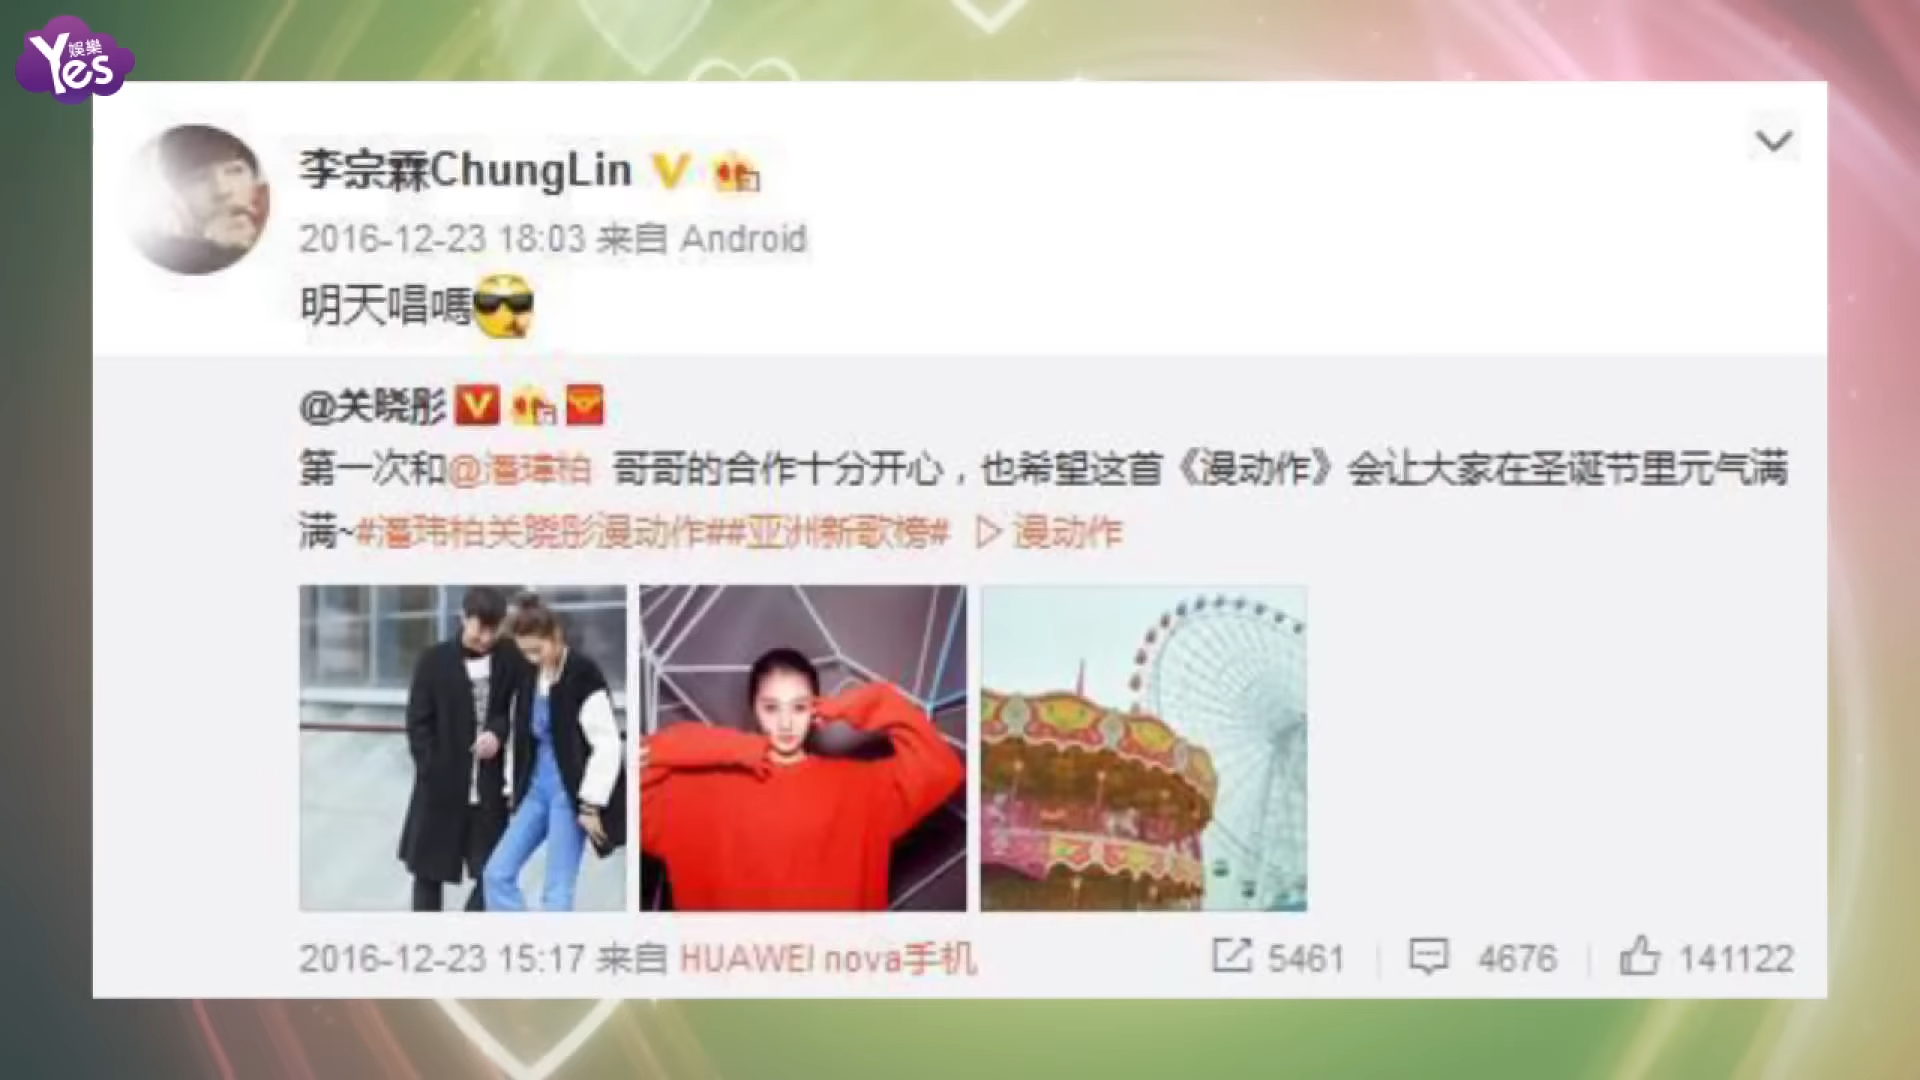 Yes 娛樂
李宗霖ChungLin
2016-12-23 18:03 来自 Android
明天唱嗎
@关晓彤
第一次和@潘瑋柏 哥哥的合作十分开心，也希望这首《漫动作》会让大家在圣诞节里元气满
满~#潘玮柏关晓彤漫动作##亚洲新歌榜# ▷ 漫动作
2016-12-23 15:17 来自 HUAWEI nova手机
5461 4676 141122